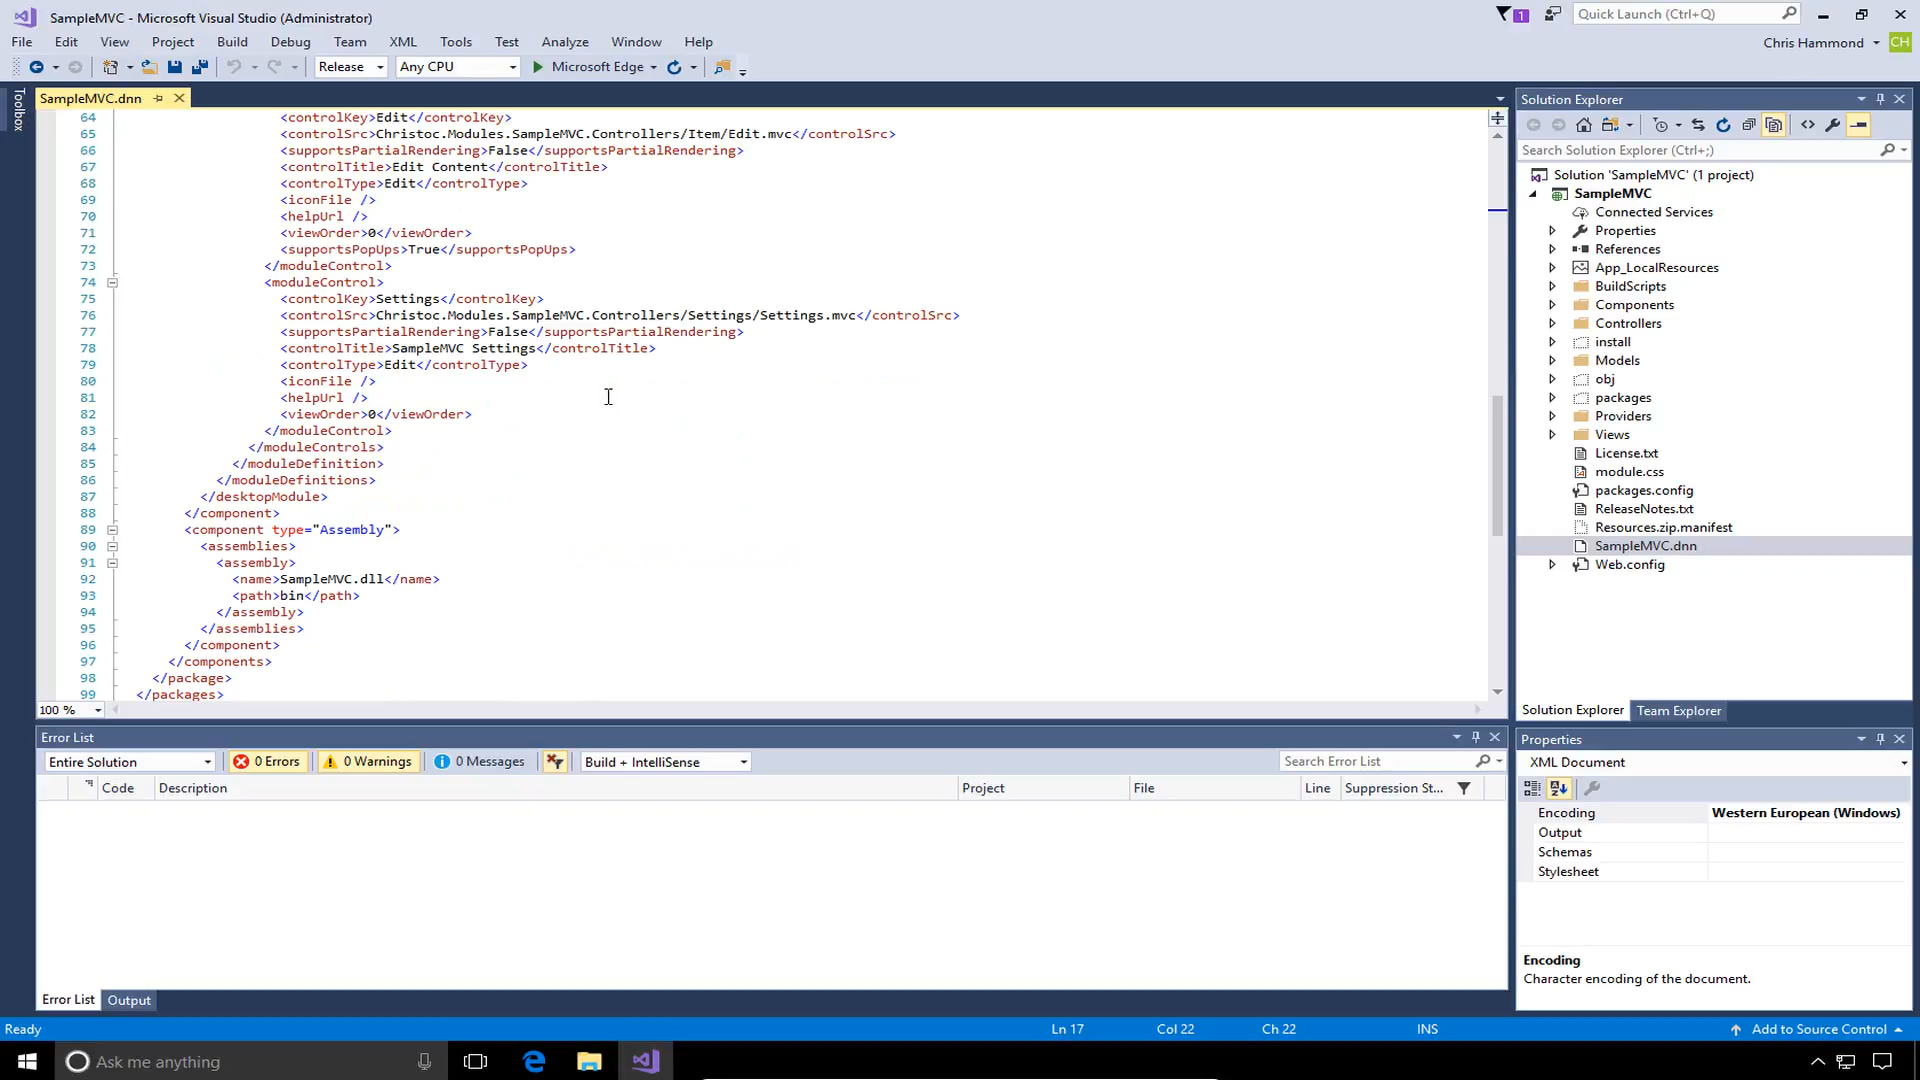 SampleMVC - Microsoft Visual Studio (Administrator)
1
Quick Launch (Ctrl+Q)
File Edit View Project Build Debug Team XML Tools Test Analyze Window Help
Chris Hammond
CH
Release Any CPU Microsoft Edge
Toolbox
SampleMVC.dnn
64 <controlKey>Edit</controlKey>
65 <controlSrc>Christoc.Modules.SampleMVC.Controllers/Item/Edit.mvc</controlSrc>
66 <supportsPartialRendering>False</supportsPartialRendering>
67 <controlTitle>Edit Content</controlTitle>
68 <controlType>Edit</controlType>
69 <iconFile />
70 <helpUrl />
71 <viewOrder>0</viewOrder>
72 <supportsPopUps>True</supportsPopUps>
73 </moduleControl>
74 <moduleControl>
75 <controlKey>Settings</controlKey>
76 <controlSrc>Christoc.Modules.SampleMVC.Controllers/Settings/Settings.mvc</controlSrc>
77 <supportsPartialRendering>False</supportsPartialRendering>
78 <controlTitle>SampleMVC Settings</controlTitle>
79 <controlType>Edit</controlType>
80 <iconFile />
81 <helpUrl />
82 <viewOrder>0</viewOrder>
83 </moduleControl>
84 </moduleControls>
85 </moduleDefinition>
86 </moduleDefinitions>
87 </desktopModule>
88 </component>
89 <component type="Assembly">
90 <assemblies>
91 <assembly>
92 <name>SampleMVC.dll</name>
93 <path>bin</path>
94 </assembly>
95 </assemblies>
96 </component>
97 </components>
98 </package>
99 </packages>
100 %
Solution Explorer
Search Solution Explorer (Ctrl+;)
Solution 'SampleMVC' (1 project)
SampleMVC
Connected Services
Properties
References
App_LocalResources
BuildScripts
Components
Controllers
install
Models
obj
packages
Providers
Views
License.txt
module.css
packages.config
ReleaseNotes.txt
Resources.zip.manifest
SampleMVC.dnn
Web.config
Solution Explorer Team Explorer
Error List
Entire Solution 0 Errors 0 Warnings 0 Messages Build + IntelliSense Search Error List
Code Description Project File Line Suppression St...
Error List Output
Properties
XML Document
Encoding Western European (Windows)
Output
Schemas
Stylesheet
Encoding
Character encoding of the document.
Ready Ln 17 Col 22 Ch 22 INS Add to Source Control
Ask me anything